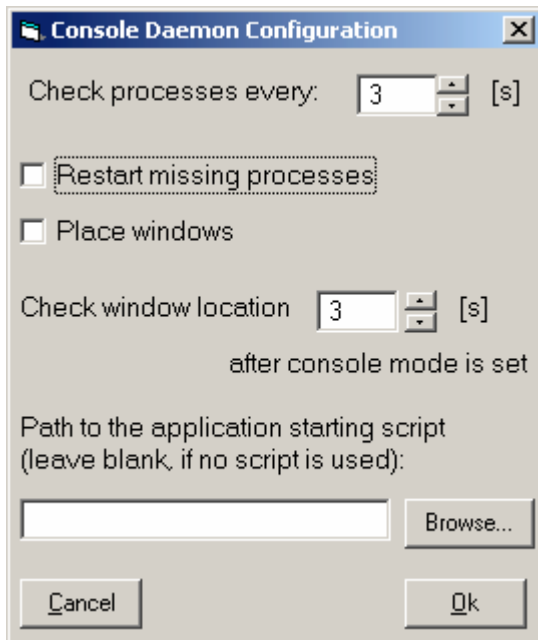 Console Daemon Configuration
Check processes every: 3 [s]
Restart missing processes
Place windows
Check window location 3 [s]
after console mode is set
Path to the application starting script
(leave blank, if no script is used):
Browse...
Cancel Ok